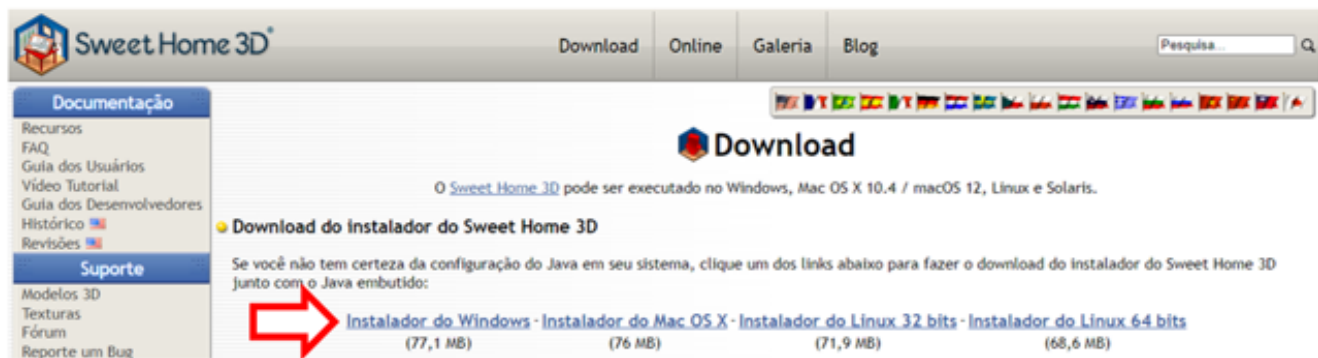 Sweet Home 3D®
Download Online Galeria Blog
Pesquisa...
Documentação
Recursos
FAQ
Guia dos Usuários
Vídeo Tutorial
Guia dos Desenvolvedores
Histórico
Revisões
Suporte
Modelos 3D
Texturas
Fórum
Reporte um Bug
Download
O Sweet Home 3D pode ser executado no Windows, Mac OS X 10.4 / macOS 12, Linux e Solaris.
Download do instalador do Sweet Home 3D
Se você não tem certeza da configuração do Java em seu sistema, clique um dos links abaixo para fazer o download do instalador do Sweet Home 3D
junto com o Java embutido:
Instalador do Windows - Instalador do Mac OS X - Instalador do Linux 32 bits - Instalador do Linux 64 bits
(77,1 MB) (76 MB) (71,9 MB) (68,6 MB)